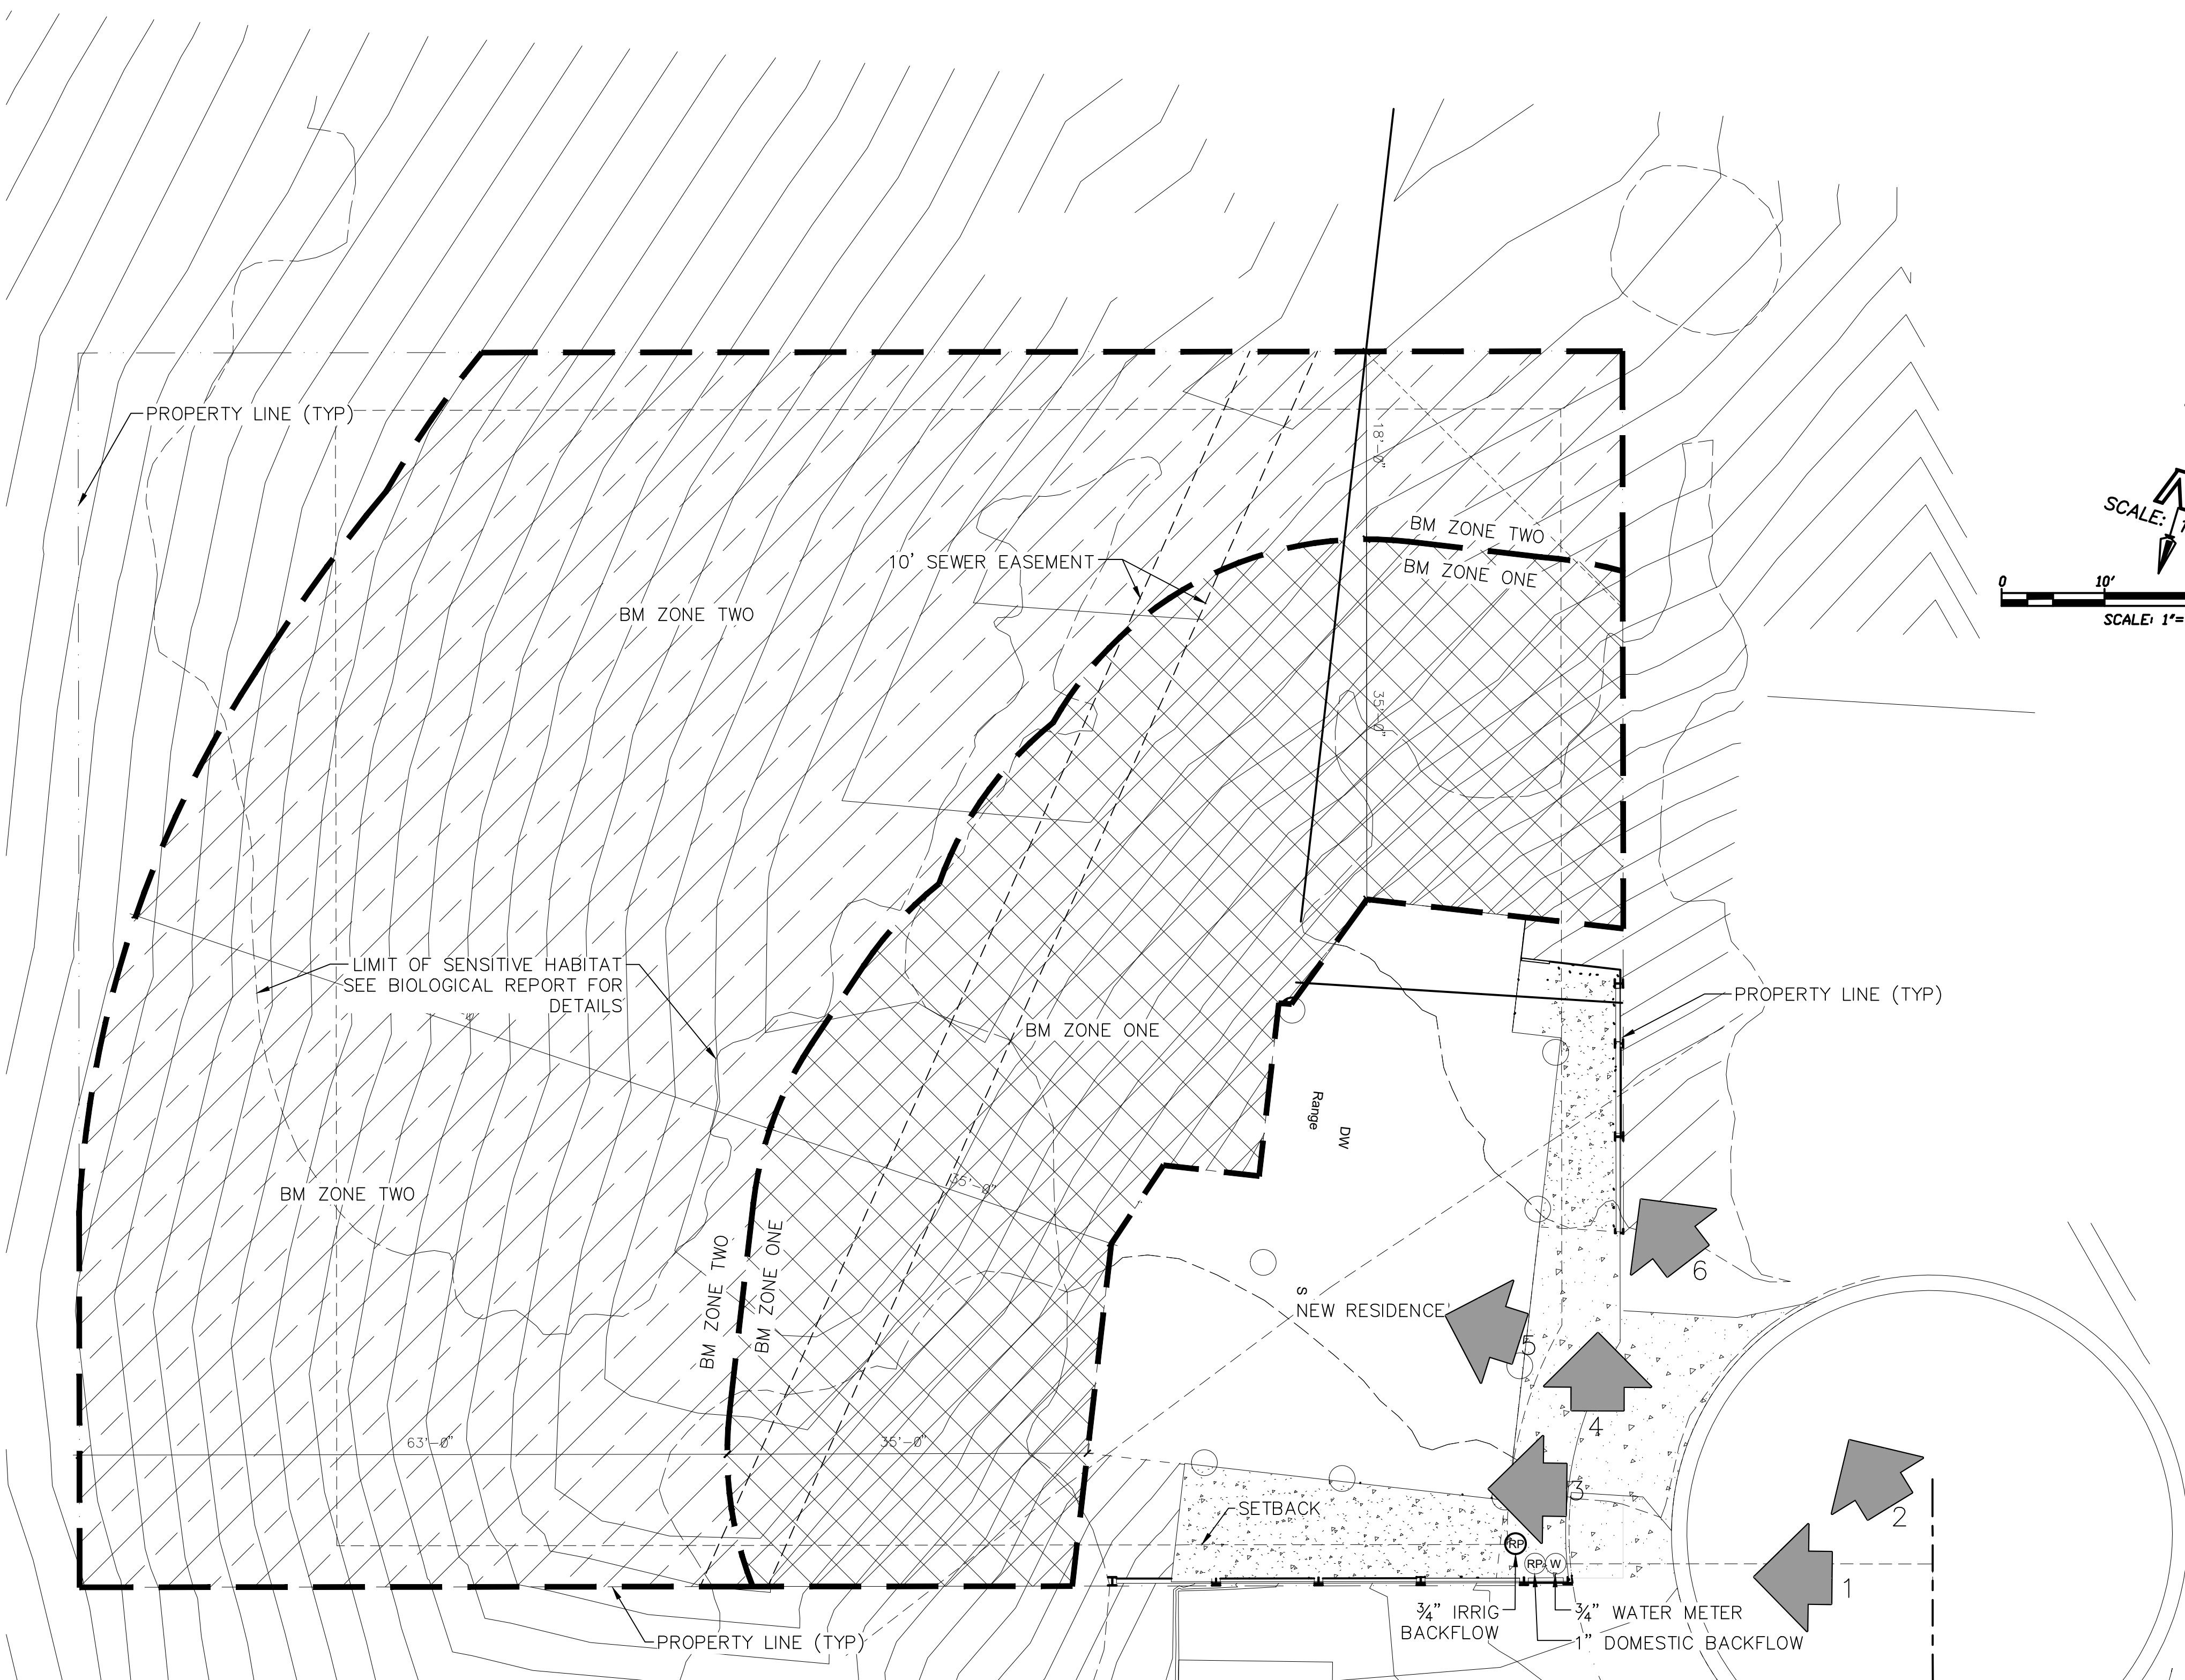 PROPERTY LINE (TYP)
18'-0"
SCALE:
BM ZONE TWO
BM ZONE ONE
10' SEWER EASEMENT
0
10'
SCALE: 1"=
BM ZONE TWO
35'-0"
LIMIT OF SENSITIVE HABITAT
SEE BIOLOGICAL REPORT FOR
DETAILS
PROPERTY LINE (TYP)
BM ZONE ONE
Range
DW
35'-0"
BM ZONE TWO
BM ZONE TWO
BM ZONE ONE
6
S
NEW RESIDENCE
5
4
63'-0"
35'-0"
3
SETBACK
2
RP
RP
W
1
¾" IRRIG
BACKFLOW
¾" WATER METER
1" DOMESTIC BACKFLOW
PROPERTY LINE (TYP)